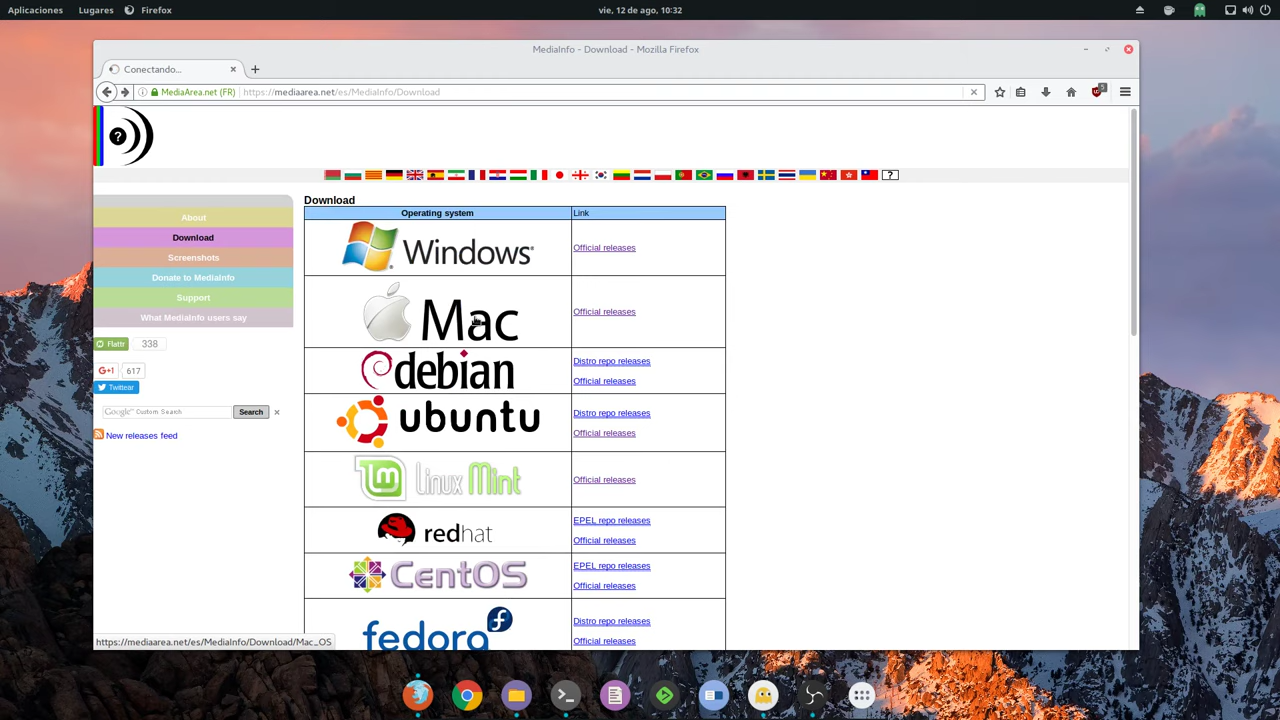 Aplicaciones Lugares Firefox vie, 12 de ago, 10:32
MediaInfo - Download - Mozilla Firefox
Conectando...
MediaArea.net (FR) https://mediaarea.net/es/MediaInfo/Download
Download
Operating system Link
About
Download
Screenshots
Donate to MediaInfo
Support
What MediaInfo users say
Flattr 338
G+1 617
Twittear
Google Custom Search Search
New releases feed
Windows Official releases
Mac Official releases
debian Distro repo releases
Official releases
ubuntu Distro repo releases
Official releases
Linux Mint Official releases
redhat EPEL repo releases
Official releases
CentOS EPEL repo releases
Official releases
fedora Distro repo releases
Official releases
https://mediaarea.net/es/MediaInfo/Download/Mac_OS